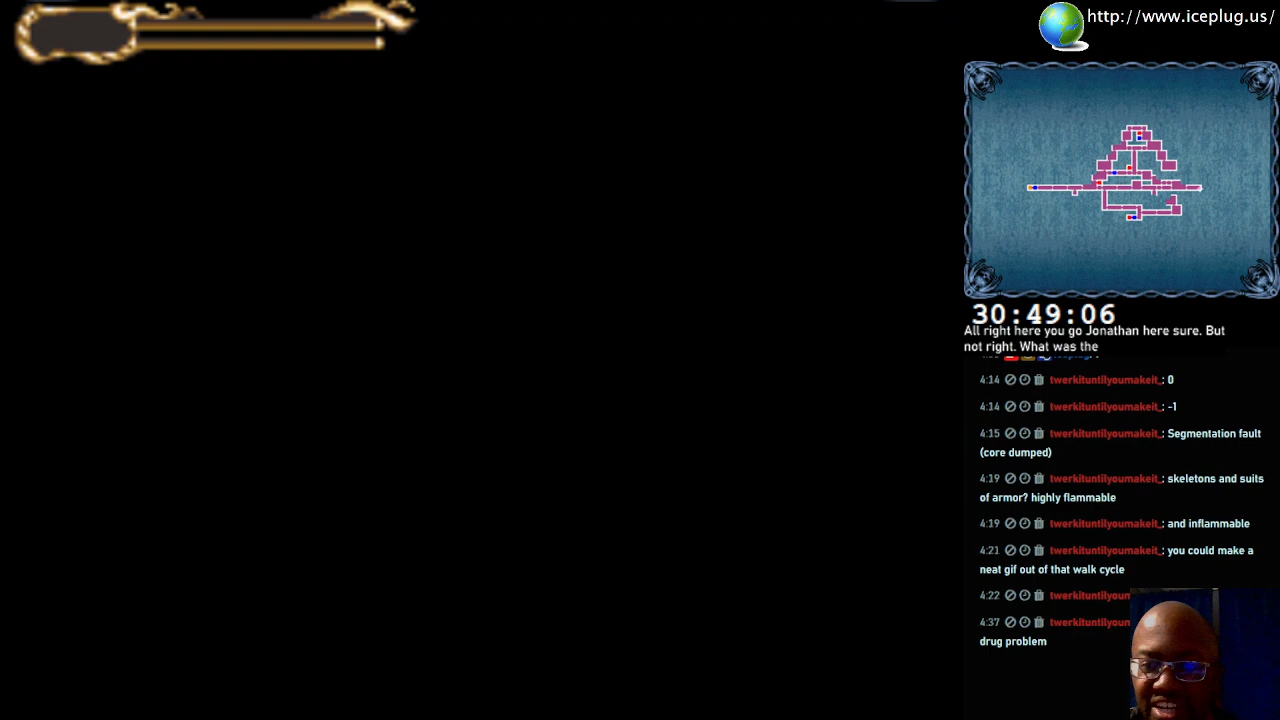 http://www.iceplug.us/
30:49:06
All right here you go Jonathan here sure. But
not right. What was the
4:14 twerkituntilyoumakeit_: 0
4:14 twerkituntilyoumakeit_: -1
4:15 twerkituntilyoumakeit_: Segmentation fault
(core dumped)
4:19 twerkituntilyoumakeit_: skeletons and suits
of armor? highly flammable
4:19 twerkituntilyoumakeit_: and inflammable
4:21 twerkituntilyoumakeit_: you could make a
neat gif out of that walk cycle
4:22 twerkituntilyoum
4:37 twerkituntilyoum
drug problem